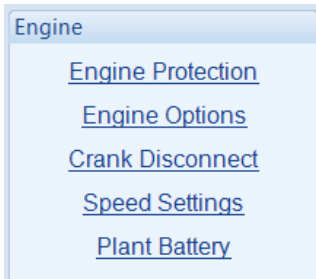 Engine
Engine Protection
Engine Options
Crank Disconnect
Speed Settings
Plant Battery